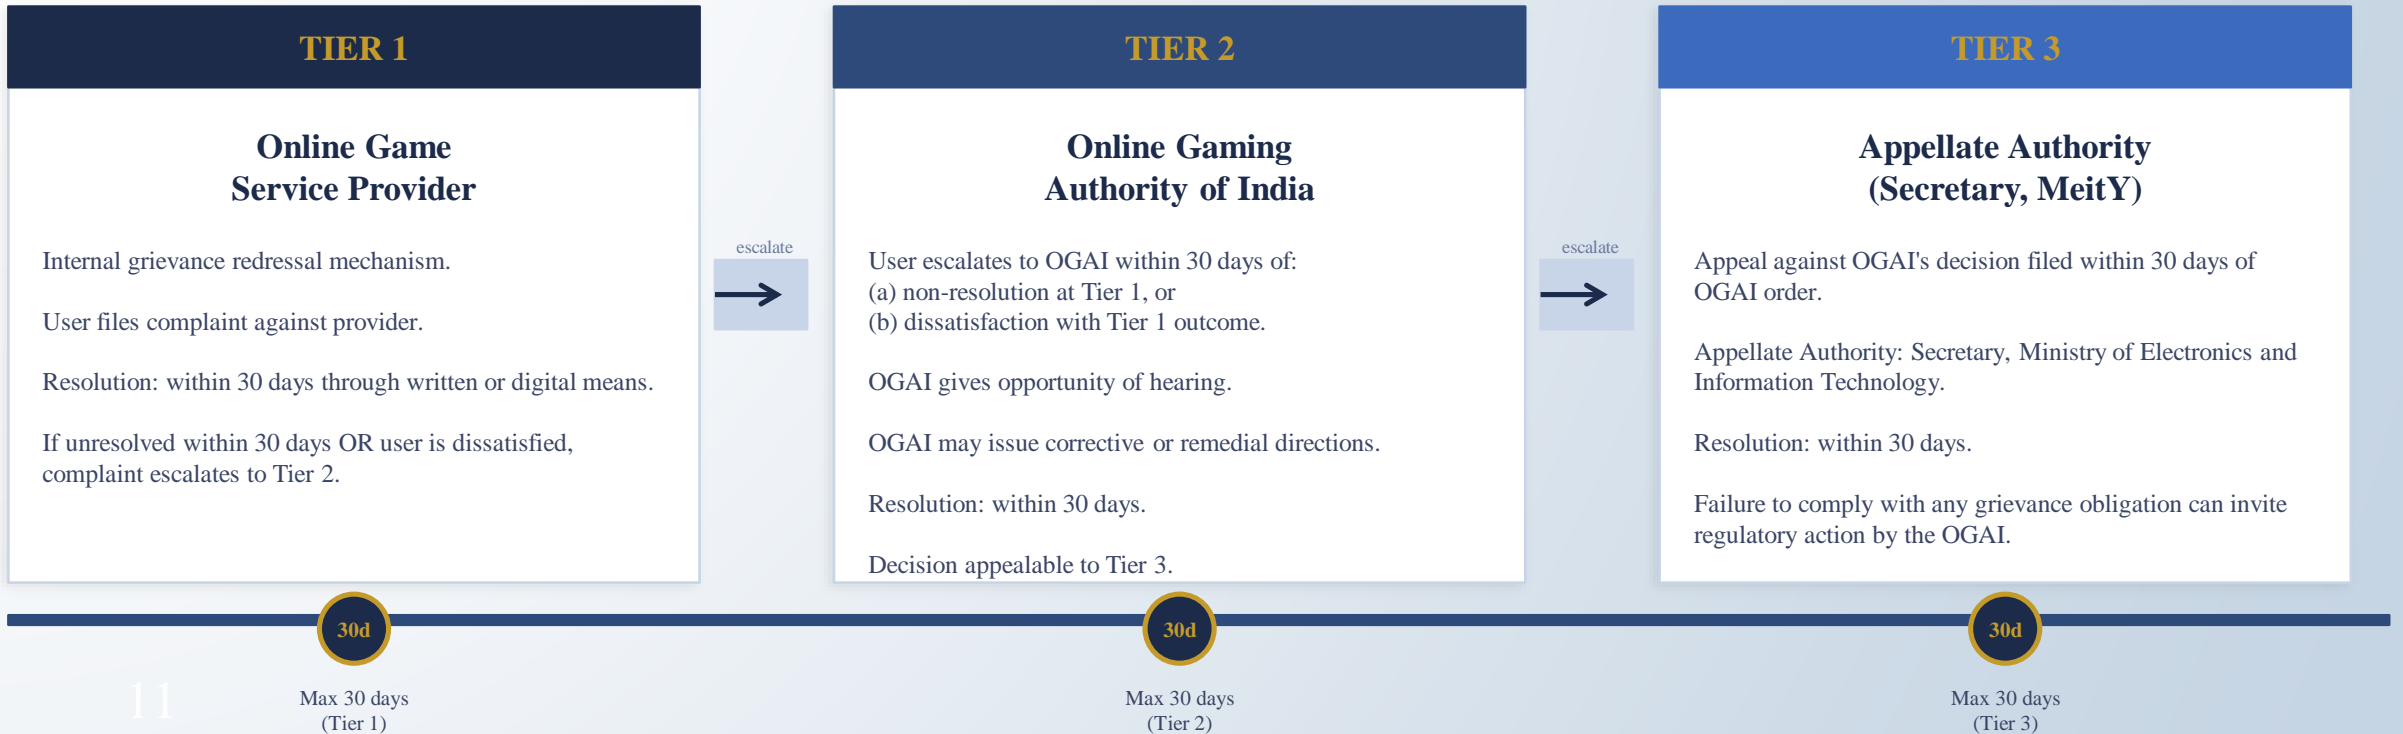 TIER 1
Online Game
Service Provider
Internal grievance redressal mechanism.
User files complaint against provider.
Resolution: within 30 days through written or digital means.
If unresolved within 30 days OR user is dissatisfied,
complaint escalates to Tier 2.
escalate
TIER 2
Online Gaming
Authority of India
User escalates to OGAI within 30 days of:
(a) non-resolution at Tier 1, or
(b) dissatisfaction with Tier 1 outcome.
OGAI gives opportunity of hearing.
OGAI may issue corrective or remedial directions.
Resolution: within 30 days.
Decision appealable to Tier 3.
escalate
TIER 3
Appellate Authority
(Secretary, MeitY)
Appeal against OGAI's decision filed within 30 days of
OGAI order.
Appellate Authority: Secretary, Ministry of Electronics and
Information Technology.
Resolution: within 30 days.
Failure to comply with any grievance obligation can invite
regulatory action by the OGAI.
30d
30d
30d
11
Max 30 days
(Tier 1)
Max 30 days
(Tier 2)
Max 30 days
(Tier 3)